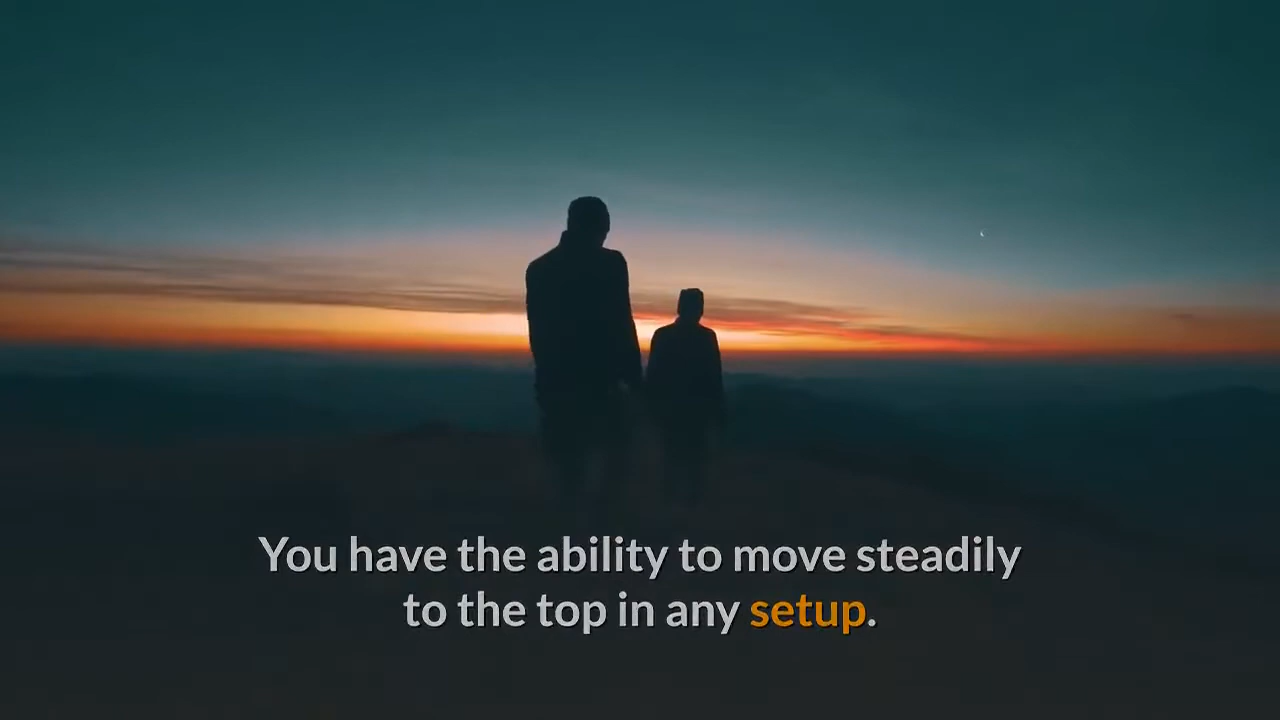 You have the ability to move steadily
to the top in any setup.